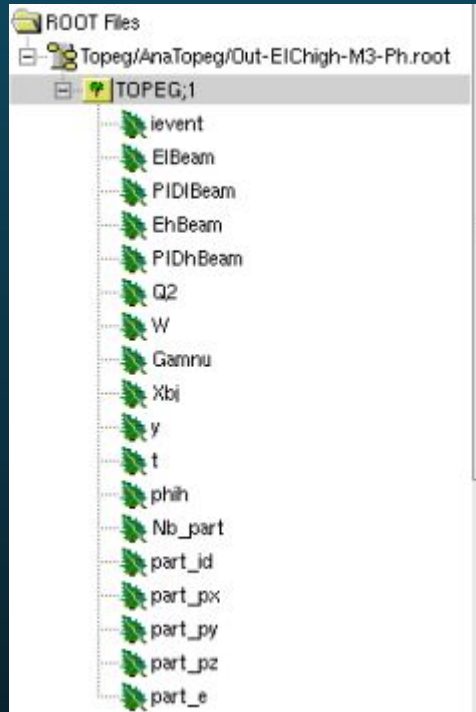 ROOT Files
Topeg/AnaTopeg/Out-EIChigh-M3-Ph.root
TOPEG;1
ievent
ElBeam
PIDlBeam
EhBeam
PIDhBeam
Q2
W
Gamnu
Xbj
y
t
phih
Nb_part
part_id
part_px
part_py
part_pz
part_e